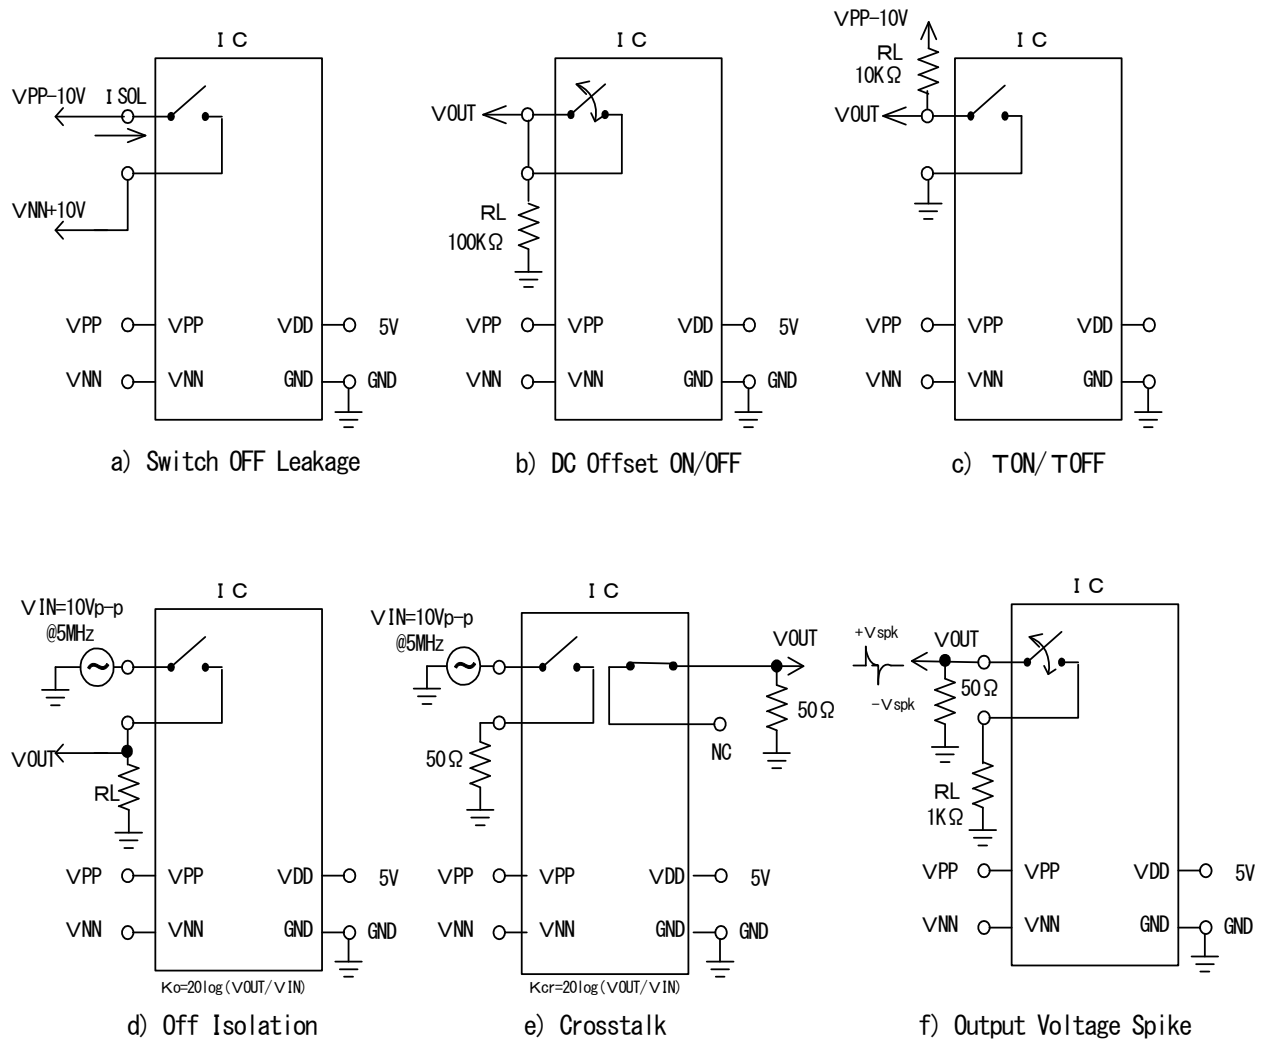 IC
VPP-10V
ISOL
VNN+10V
VPP
VPP
VDD
5V
VNN
VNN
GND
GND
a) Switch OFF Leakage
IC
VOUT
RL
100KΩ
VPP
VPP
VDD
5V
VNN
VNN
GND
GND
b) DC Offset ON/OFF
VPP-10V
IC
RL
10KΩ
VOUT
VPP
VPP
VDD
VNN
VNN
GND
c) TON/TOFF
IC
VIN=10Vp-p
@5MHz
VOUT
RL
VPP
VPP
VDD
5V
VNN
VNN
GND
GND
Ko=20log(VOUT/VIN)
d) Off Isolation
IC
VIN=10Vp-p
@5MHz
VOUT
50Ω
50Ω
NC
VPP
VPP
VDD
5V
VNN
VNN
GND
GND
Kcr=20log(VOUT/VIN)
e) Crosstalk
IC
+Vspk
VOUT
50Ω
-Vspk
RL
1KΩ
VPP
VPP
VDD
5V
VNN
VNN
GND
GND
f) Output Voltage Spike